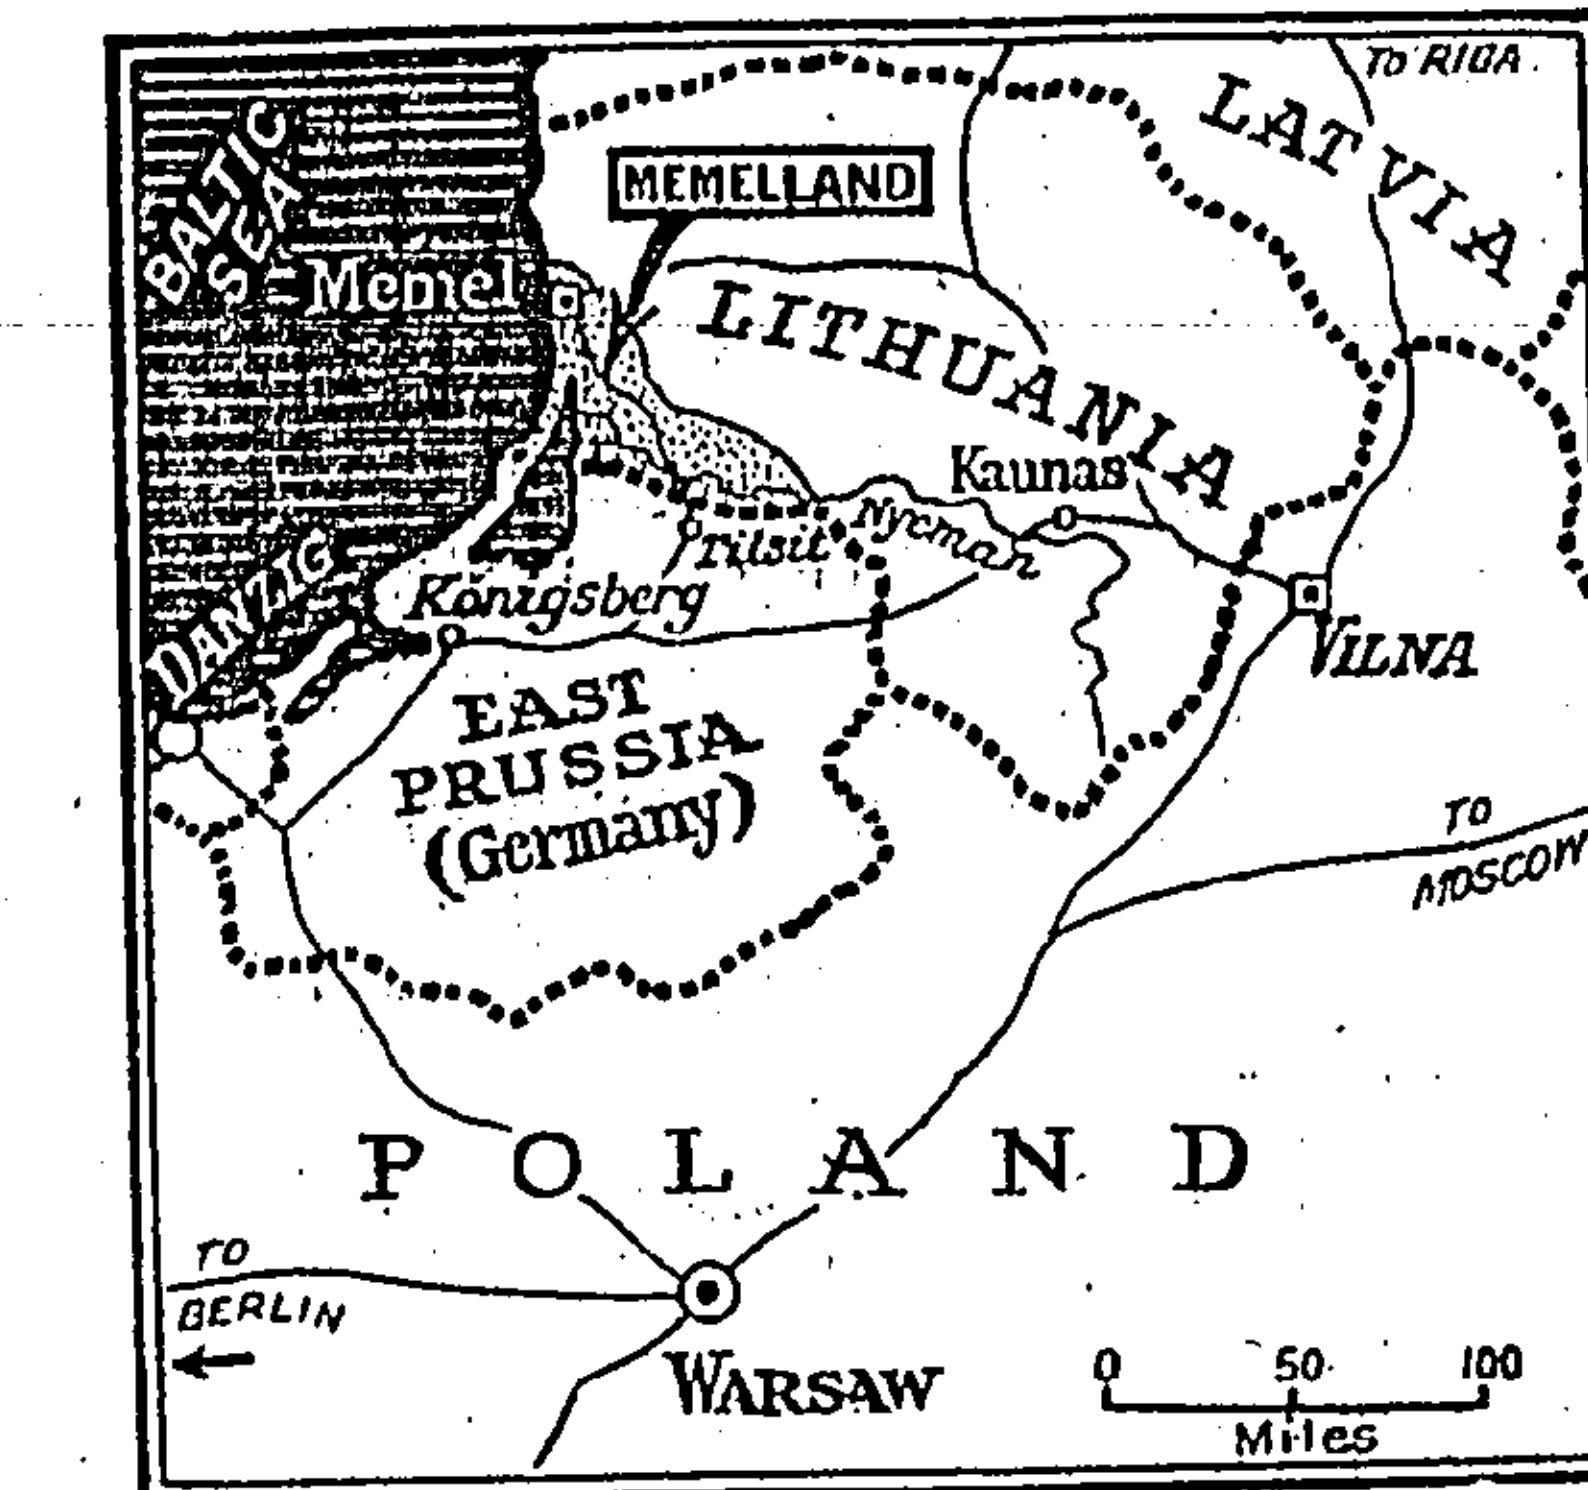 TO RIGA
LATVIA
BALTIC
SEA
MEMELLAND
Memel
LITHUANIA
Kaunas
Nyeman
Tilsit
DANZIG
Königsberg
VILNA
EAST
PRUSSIA
(Germany)
TO
MOSCOW
POLAND
TO
BERLIN
WARSAW
0 50 100
Miles